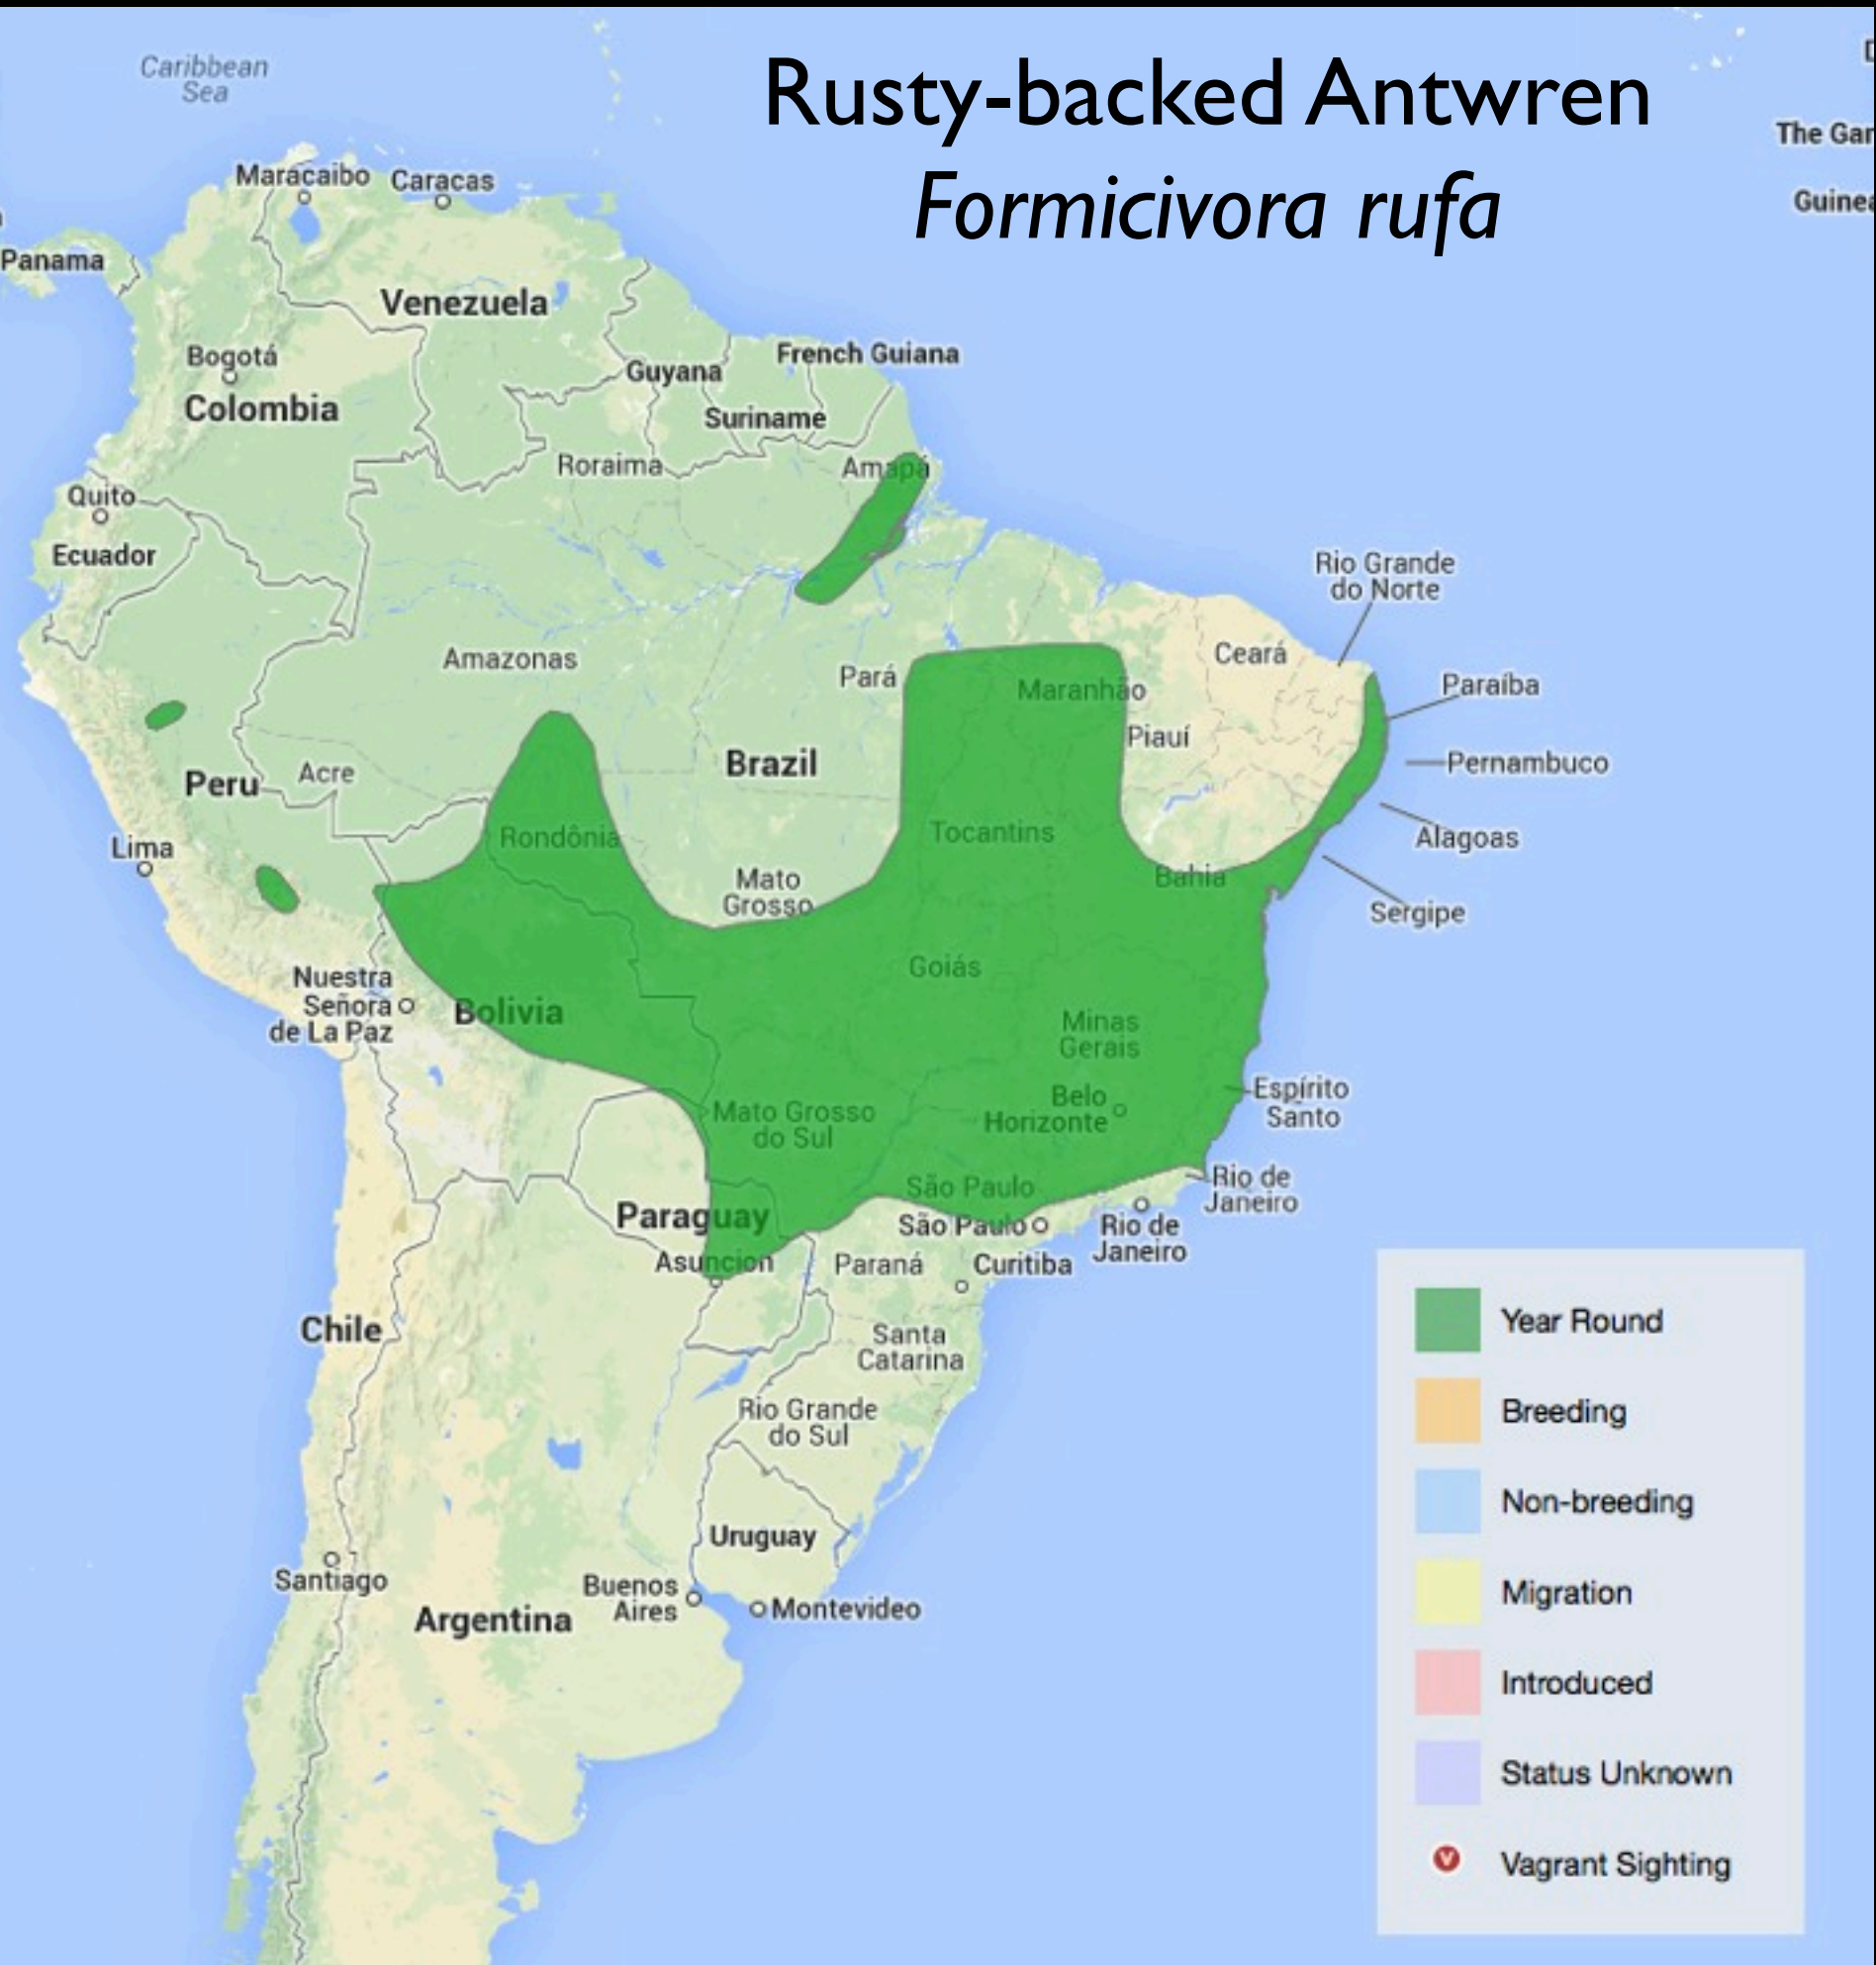 Rusty-backed Antwren
Formicivora rufa
Caribbean
Sea
The Gar
Guinea
Maracaibo
Caracas
Panama
Venezuela
Bogotá
Colombia
Guyana
French Guiana
Suriname
Roraima
Amapá
Quito
Ecuador
Rio Grande
do Norte
Amazonas
Pará
Maranhão
Ceará
Paraíba
Piauí
Pernambuco
Brazil
Peru
Acre
Rondônia
Tocantins
Alagoas
Lima
Mato
Grosso
Bahia
Sergipe
Nuestra
Señora
de La Paz
Bolivia
Goiás
Minas
Gerais
Belo
Horizonte
Espírito
Santo
Mato Grosso
do Sul
São Paulo
Rio de
Janeiro
Paraguay
São Paulo
Rio de
Janeiro
Asuncion
Paraná
Curitiba
Chile
Santa
Catarina
Rio Grande
do Sul
Uruguay
Santiago
Buenos
Aires
Montevideo
Argentina
Year Round
Breeding
Non-breeding
Migration
Introduced
Status Unknown
V
Vagrant Sighting